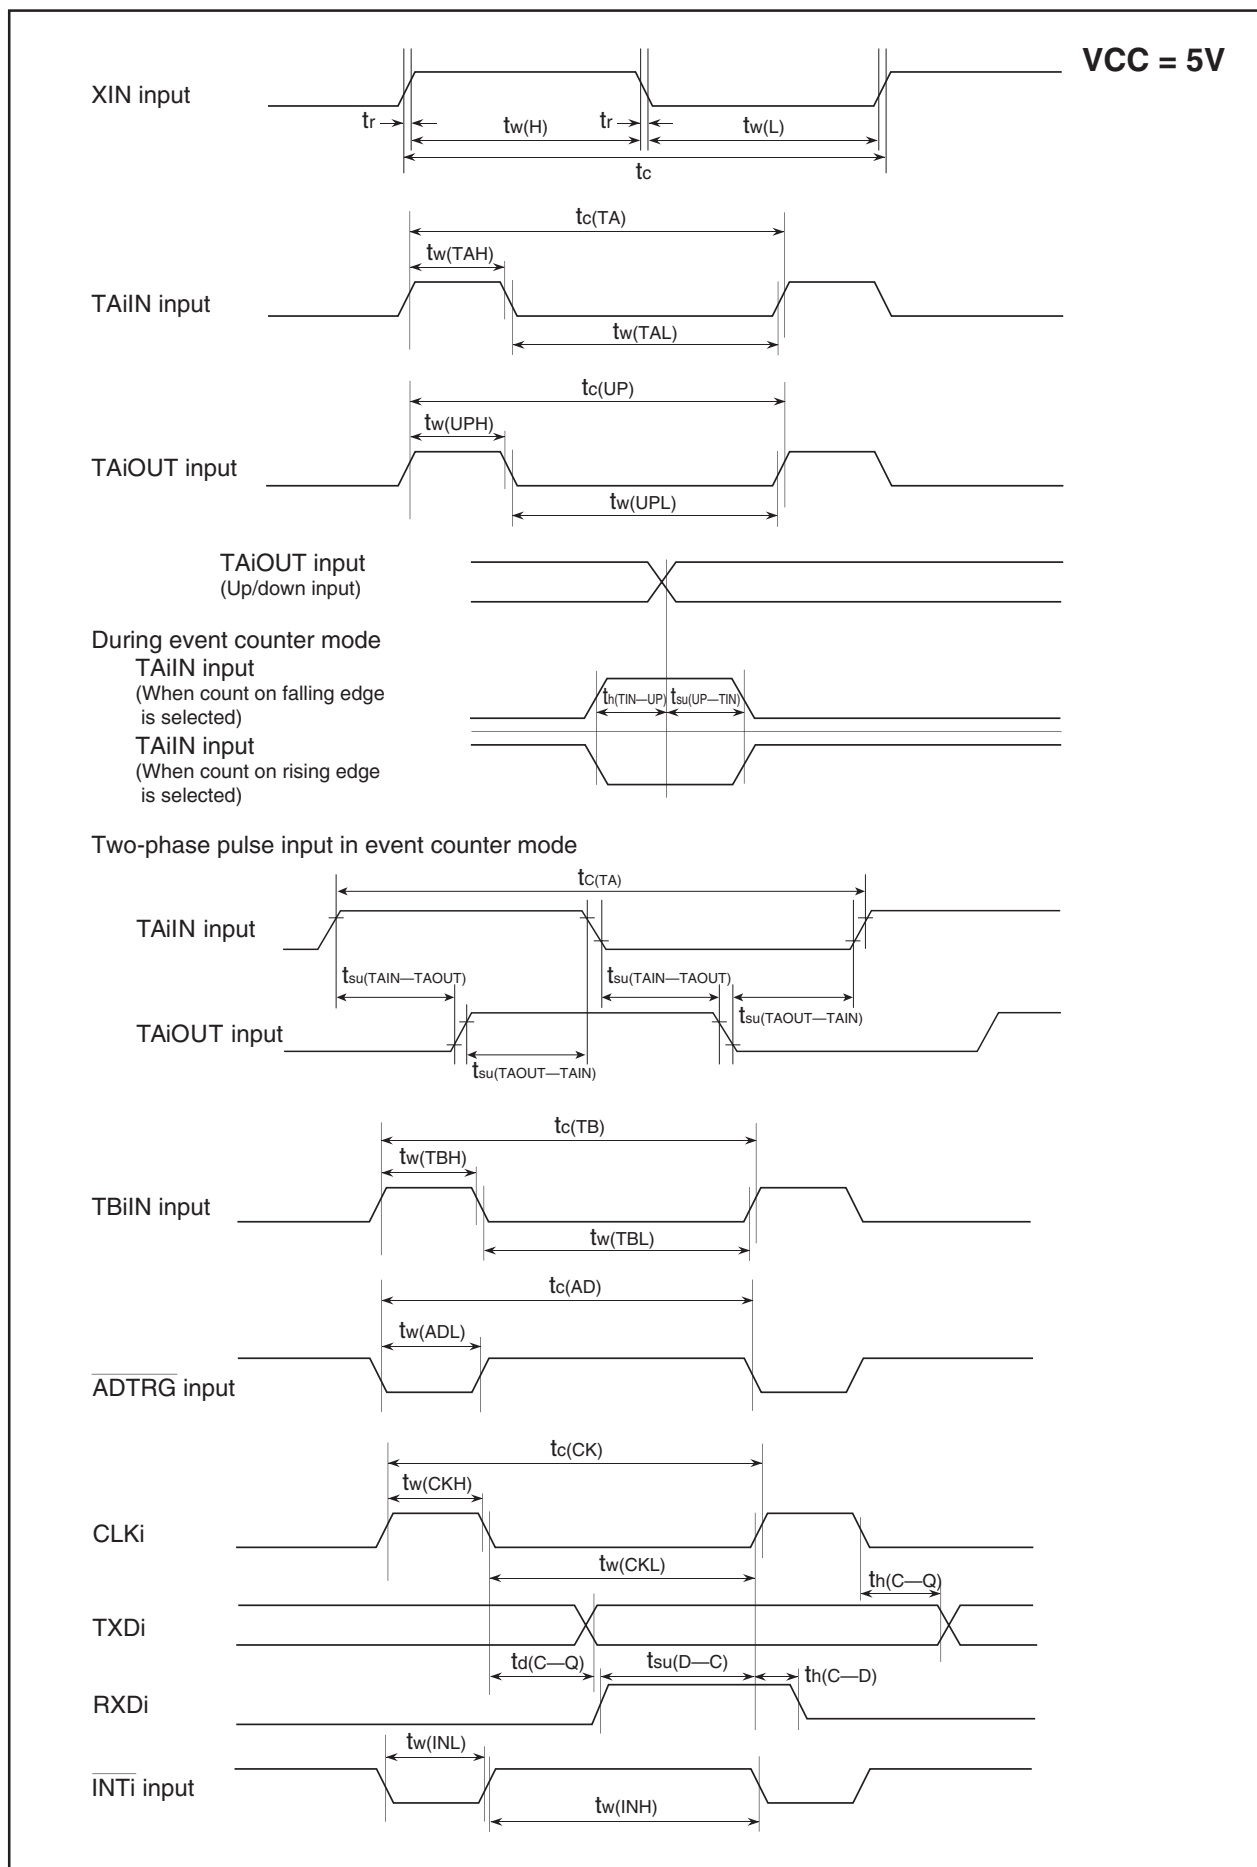 VCC = 5V
XIN input
tr
tw(H)
tr
tw(L)
tc
tc(TA)
tw(TAH)
TAiIN input
tw(TAL)
tc(UP)
tw(UPH)
TAiOUT input
tw(UPL)
TAiOUT input
(Up/down input)
During event counter mode
TAiIN input
(When count on falling edge
is selected)
th(TIN—UP)
tsu(UP—TIN)
TAiIN input
(When count on rising edge
is selected)
Two-phase pulse input in event counter mode
tC(TA)
TAiIN input
tsu(TAIN—TAOUT)
tsu(TAIN—TAOUT)
tsu(TAOUT—TAIN)
TAiOUT input
tsu(TAOUT—TAIN)
tc(TB)
tw(TBH)
TBiIN input
tw(TBL)
tc(AD)
tw(ADL)
ADTRG input
tc(CK)
tw(CKH)
CLKi
tw(CKL)
th(C—Q)
TXDi
td(C—Q)
tsu(D—C)
th(C—D)
RXDi
tw(INL)
INTi input
tw(INH)